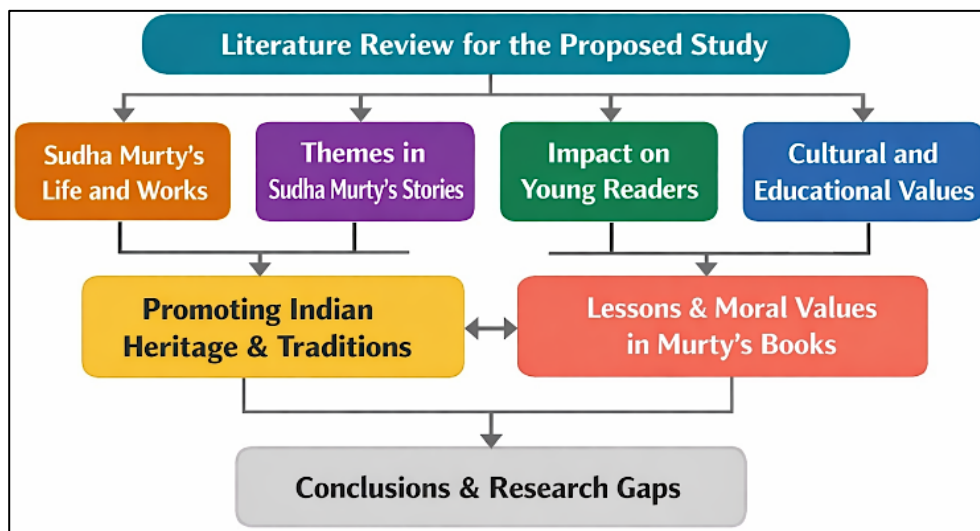 Literature Review for the Proposed Study
Sudha Murty's
Life and Works
Themes in
Sudha Murty's Stories
Impact on
Young Readers
Cultural and
Educational Values
Promoting Indian
Heritage & Traditions
Lessons & Moral Values
in Murty's Books
Conclusions & Research Gaps